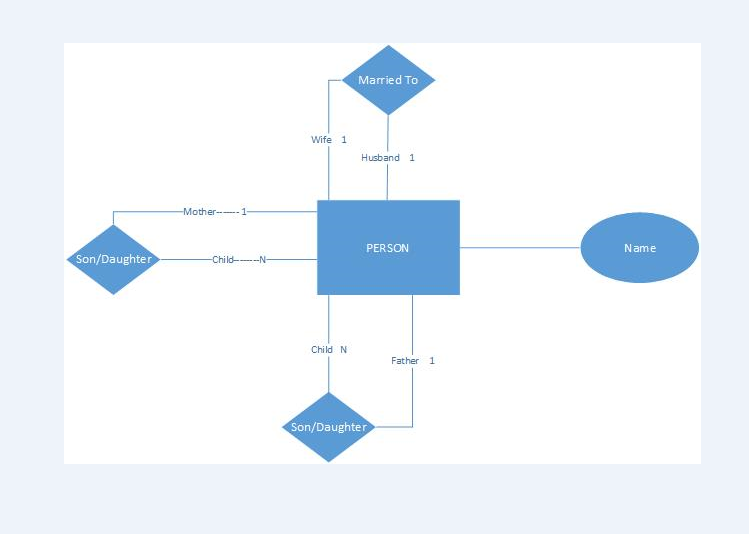 Married To
Wife 1
Husband 1
Mother------- 1
Son/Daughter
Child--------N
PERSON
Name
Child N
Father 1
Son/Daughter